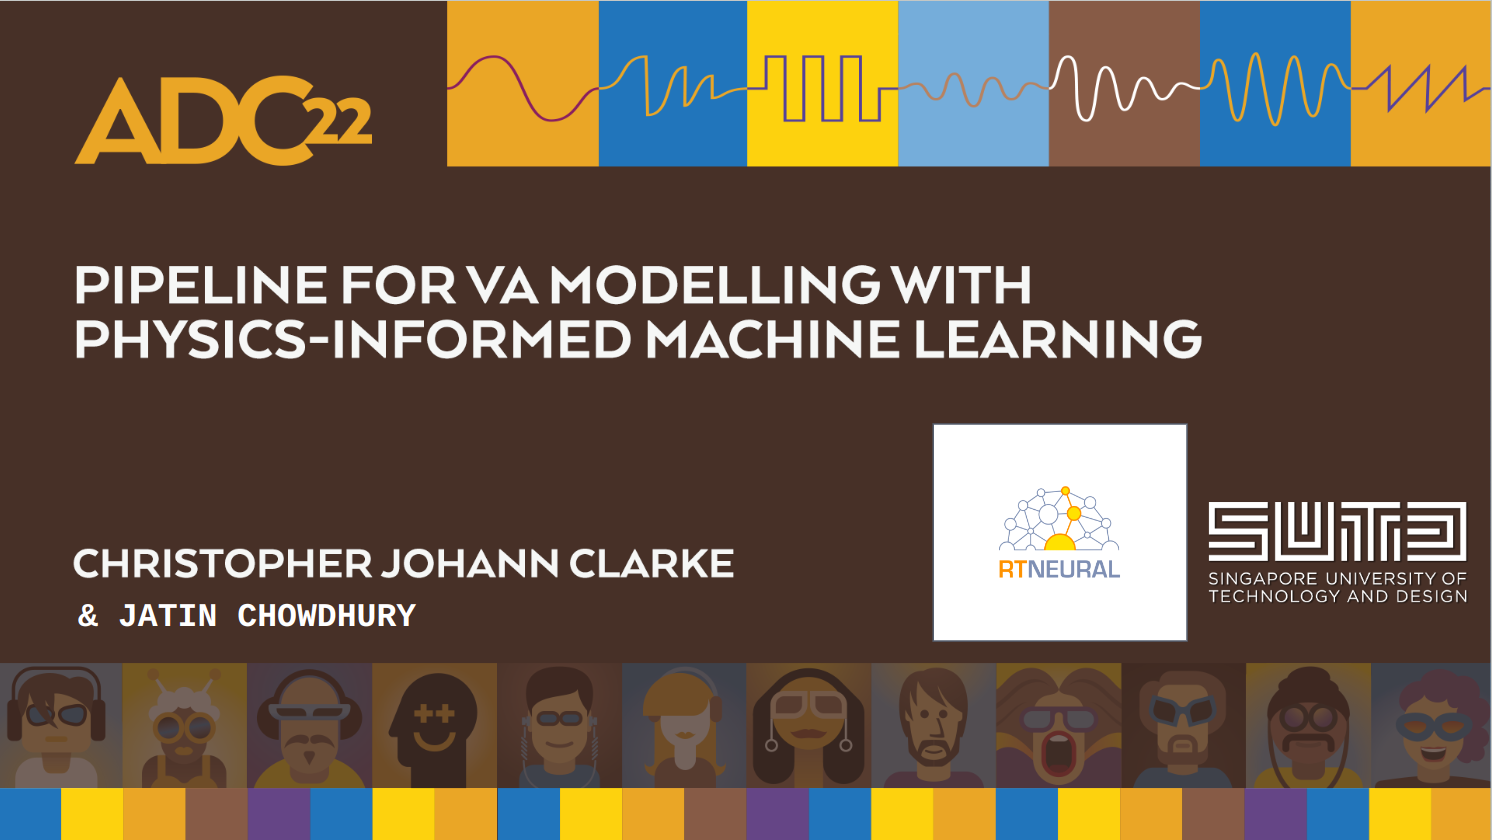 ADC22
PIPELINE FOR VA MODELLING WITH
PHYSICS-INFORMED MACHINE LEARNING
CHRISTOPHER JOHANN CLARKE
& JATIN CHOWDHURY
RTNEURAL
SUTD
SINGAPORE UNIVERSITY OF
TECHNOLOGY AND DESIGN